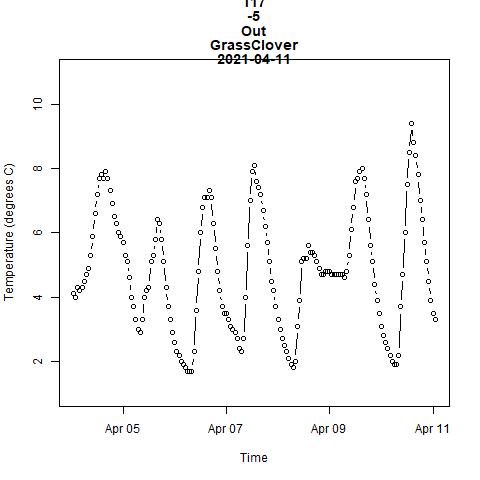 117
-5
Out
GrassClover
2021-04-11
Temperature (degrees C)
10
8
6
4
2
Apr 05 Apr 07 Apr 09 Apr 11
Time